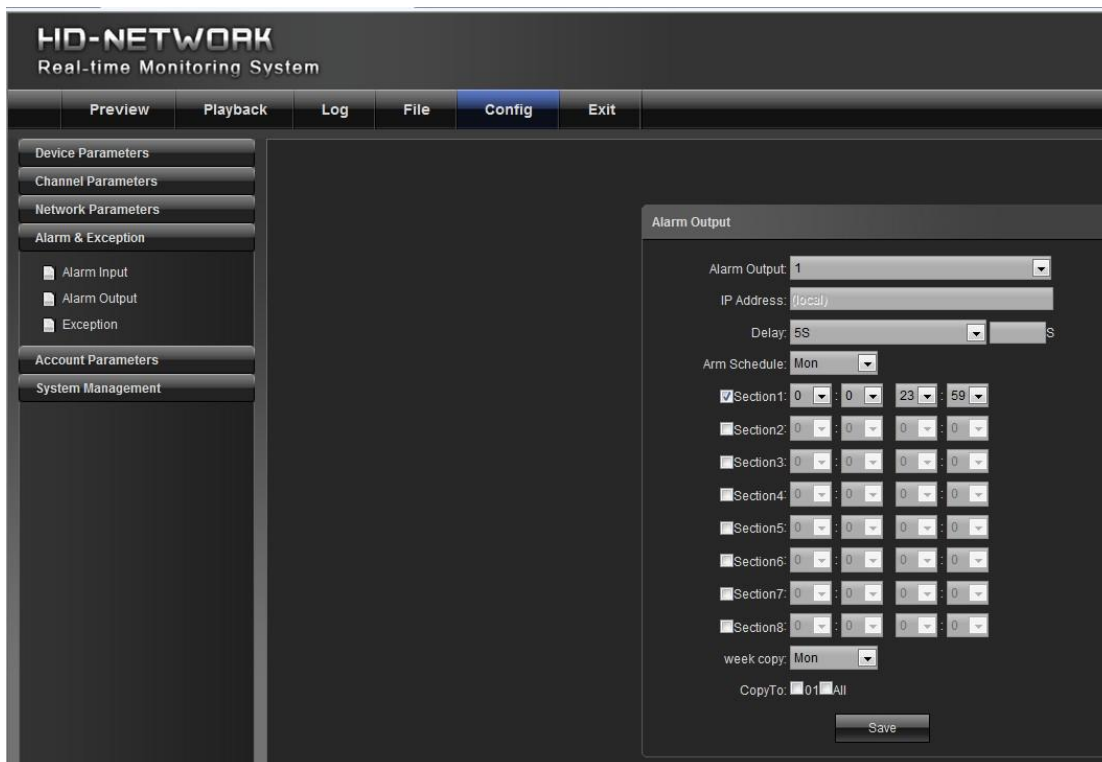 HD-NETWORK
Real-time Monitoring System
Preview Playback Log File Config Exit
Device Parameters
Channel Parameters
Network Parameters
Alarm & Exception
Alarm Input
Alarm Output
Exception
Account Parameters
System Management
Alarm Output
Alarm Output: 1
IP Address: (local)
Delay: 5S S
Arm Schedule: Mon
Section1: 0 : 0 23 : 59
Section2: 0 : 0 0 : 0
Section3: 0 : 0 0 : 0
Section4: 0 : 0 0 : 0
Section5: 0 : 0 0 : 0
Section6: 0 : 0 0 : 0
Section7: 0 : 0 0 : 0
Section8: 0 : 0 0 : 0
week copy: Mon
CopyTo: 01 All
Save